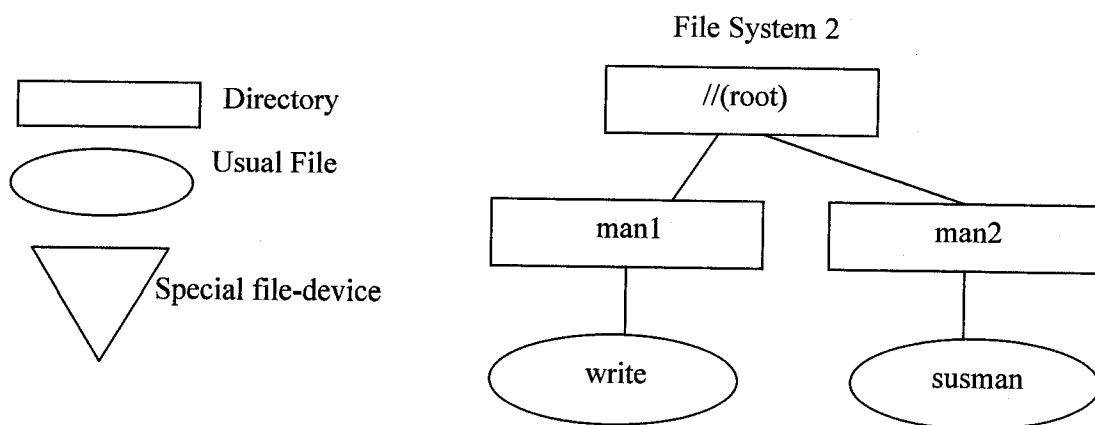 File System 2
Directory
//(root)
Usual File
man1
man2
Special file-device
write
susman